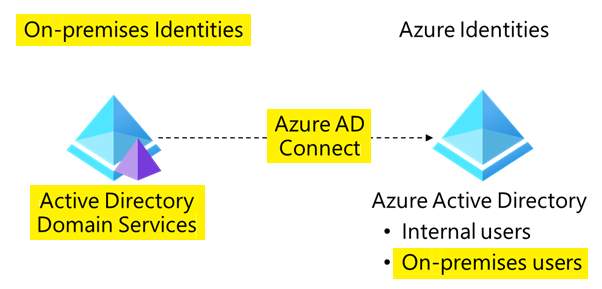 On-premises Identities
Azure Identities
Azure AD
Connect
Active Directory
Domain Services
Azure Active Directory
• Internal users
• On-premises users